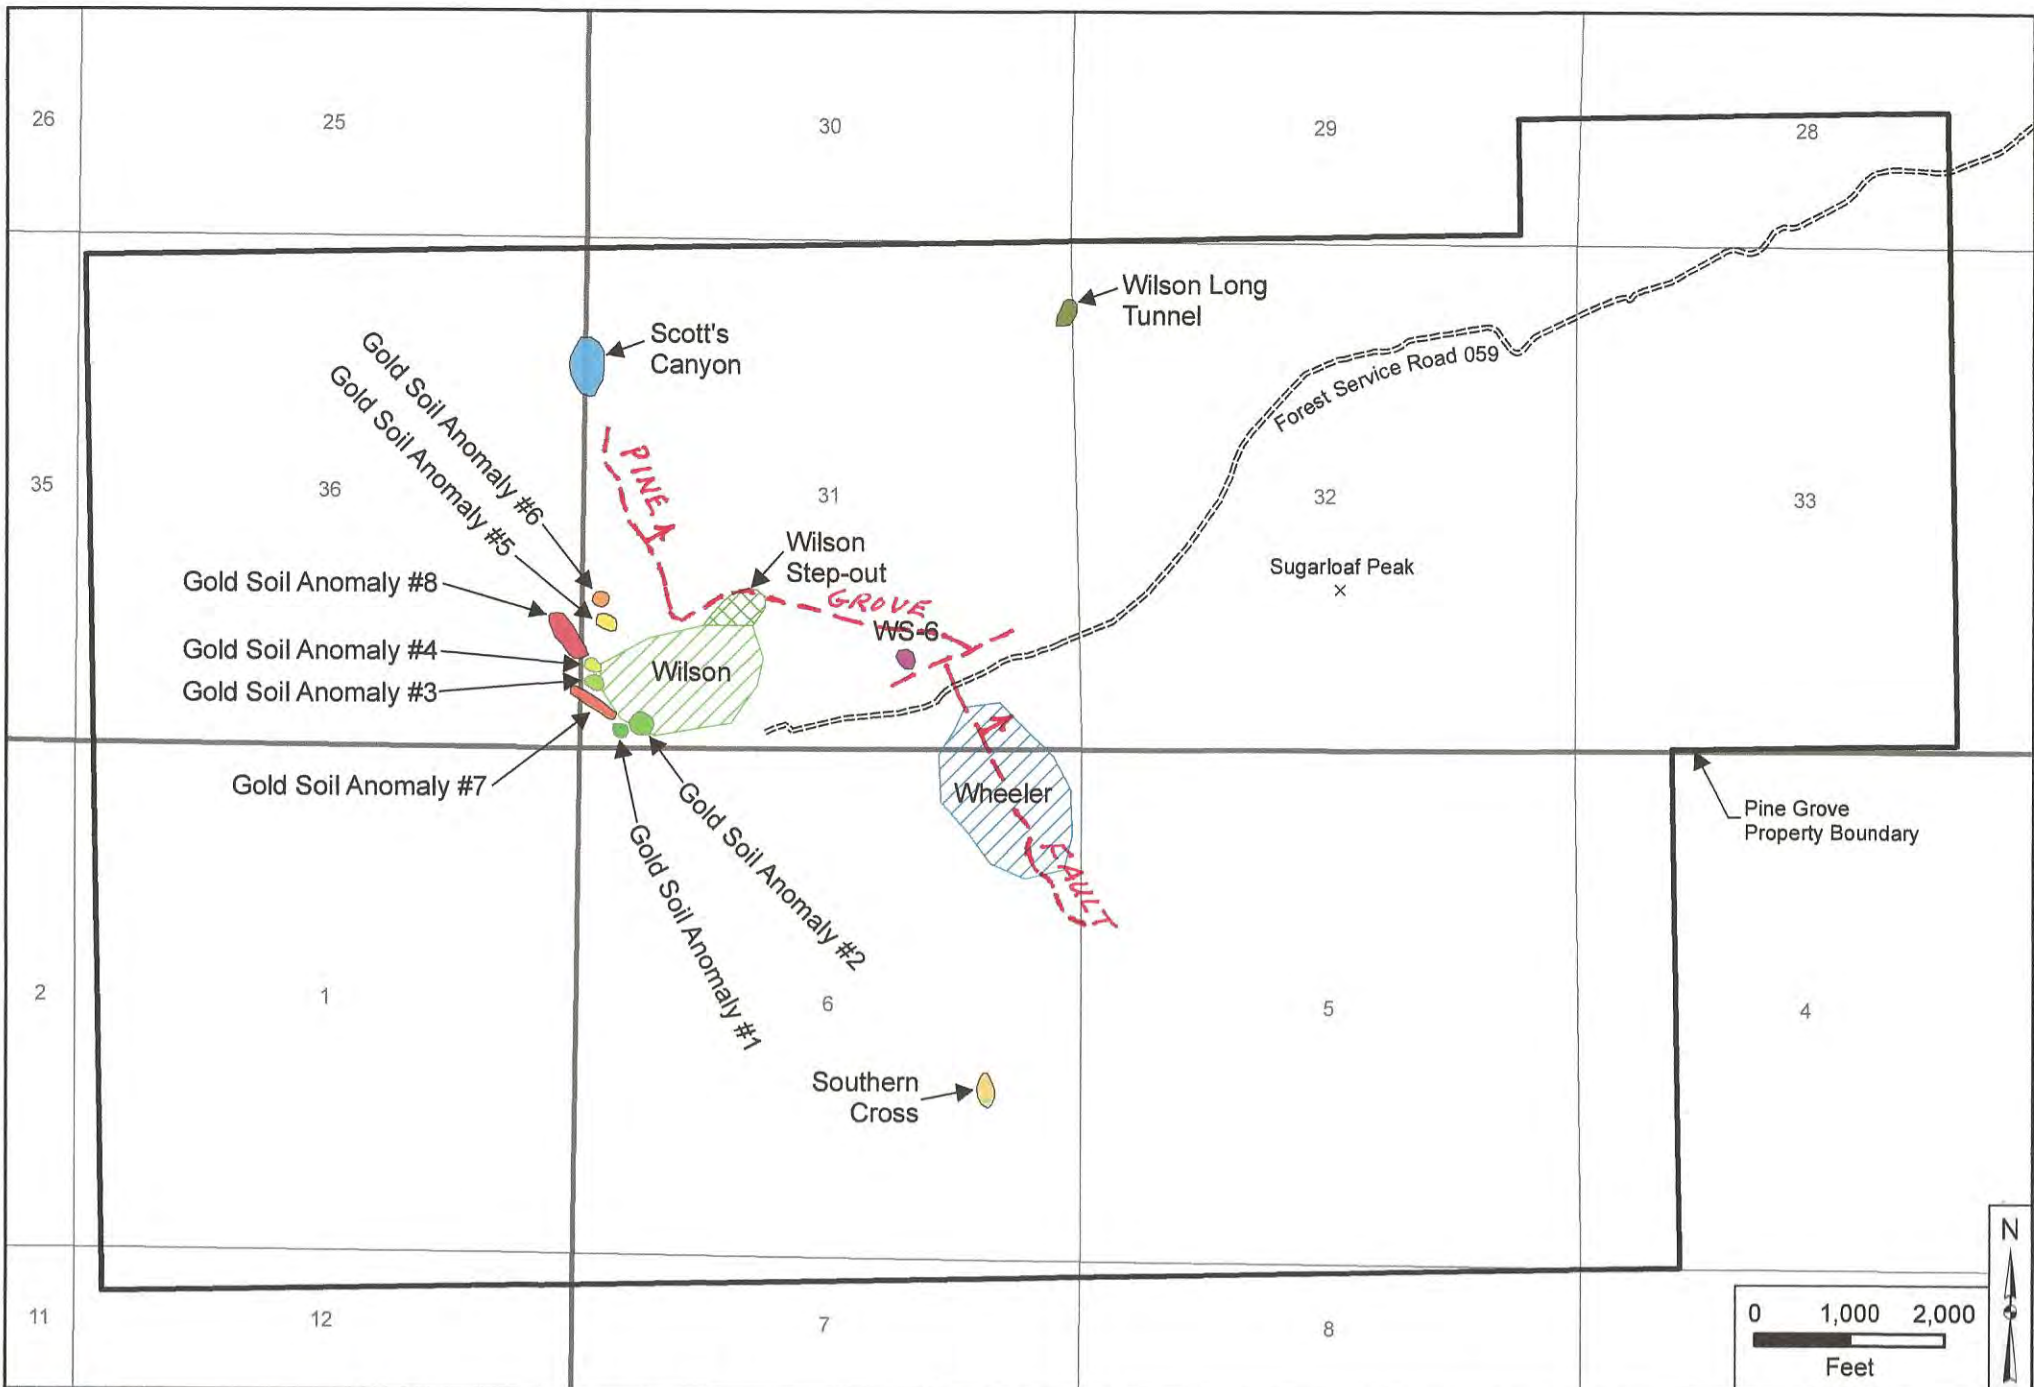 26
25
30
29
28
Wilson Long
Tunnel
Scott's
Canyon
Forest Service Road 059
Gold Soil Anomaly #6
Gold Soil Anomaly #5
PINE
35
36
31
32
33
Wilson
Step-out
Sugarloaf Peak
Gold Soil Anomaly #8
GROVE
WS-6
Gold Soil Anomaly #4
Wilson
Gold Soil Anomaly #3
Gold Soil Anomaly #7
Wheeler
Pine Grove
Property Boundary
Gold Soil Anomaly #2
Gold Soil Anomaly #1
FAULT
2
1
6
5
4
Southern
Cross
N
11
12
7
8
0 1,000 2,000
Feet